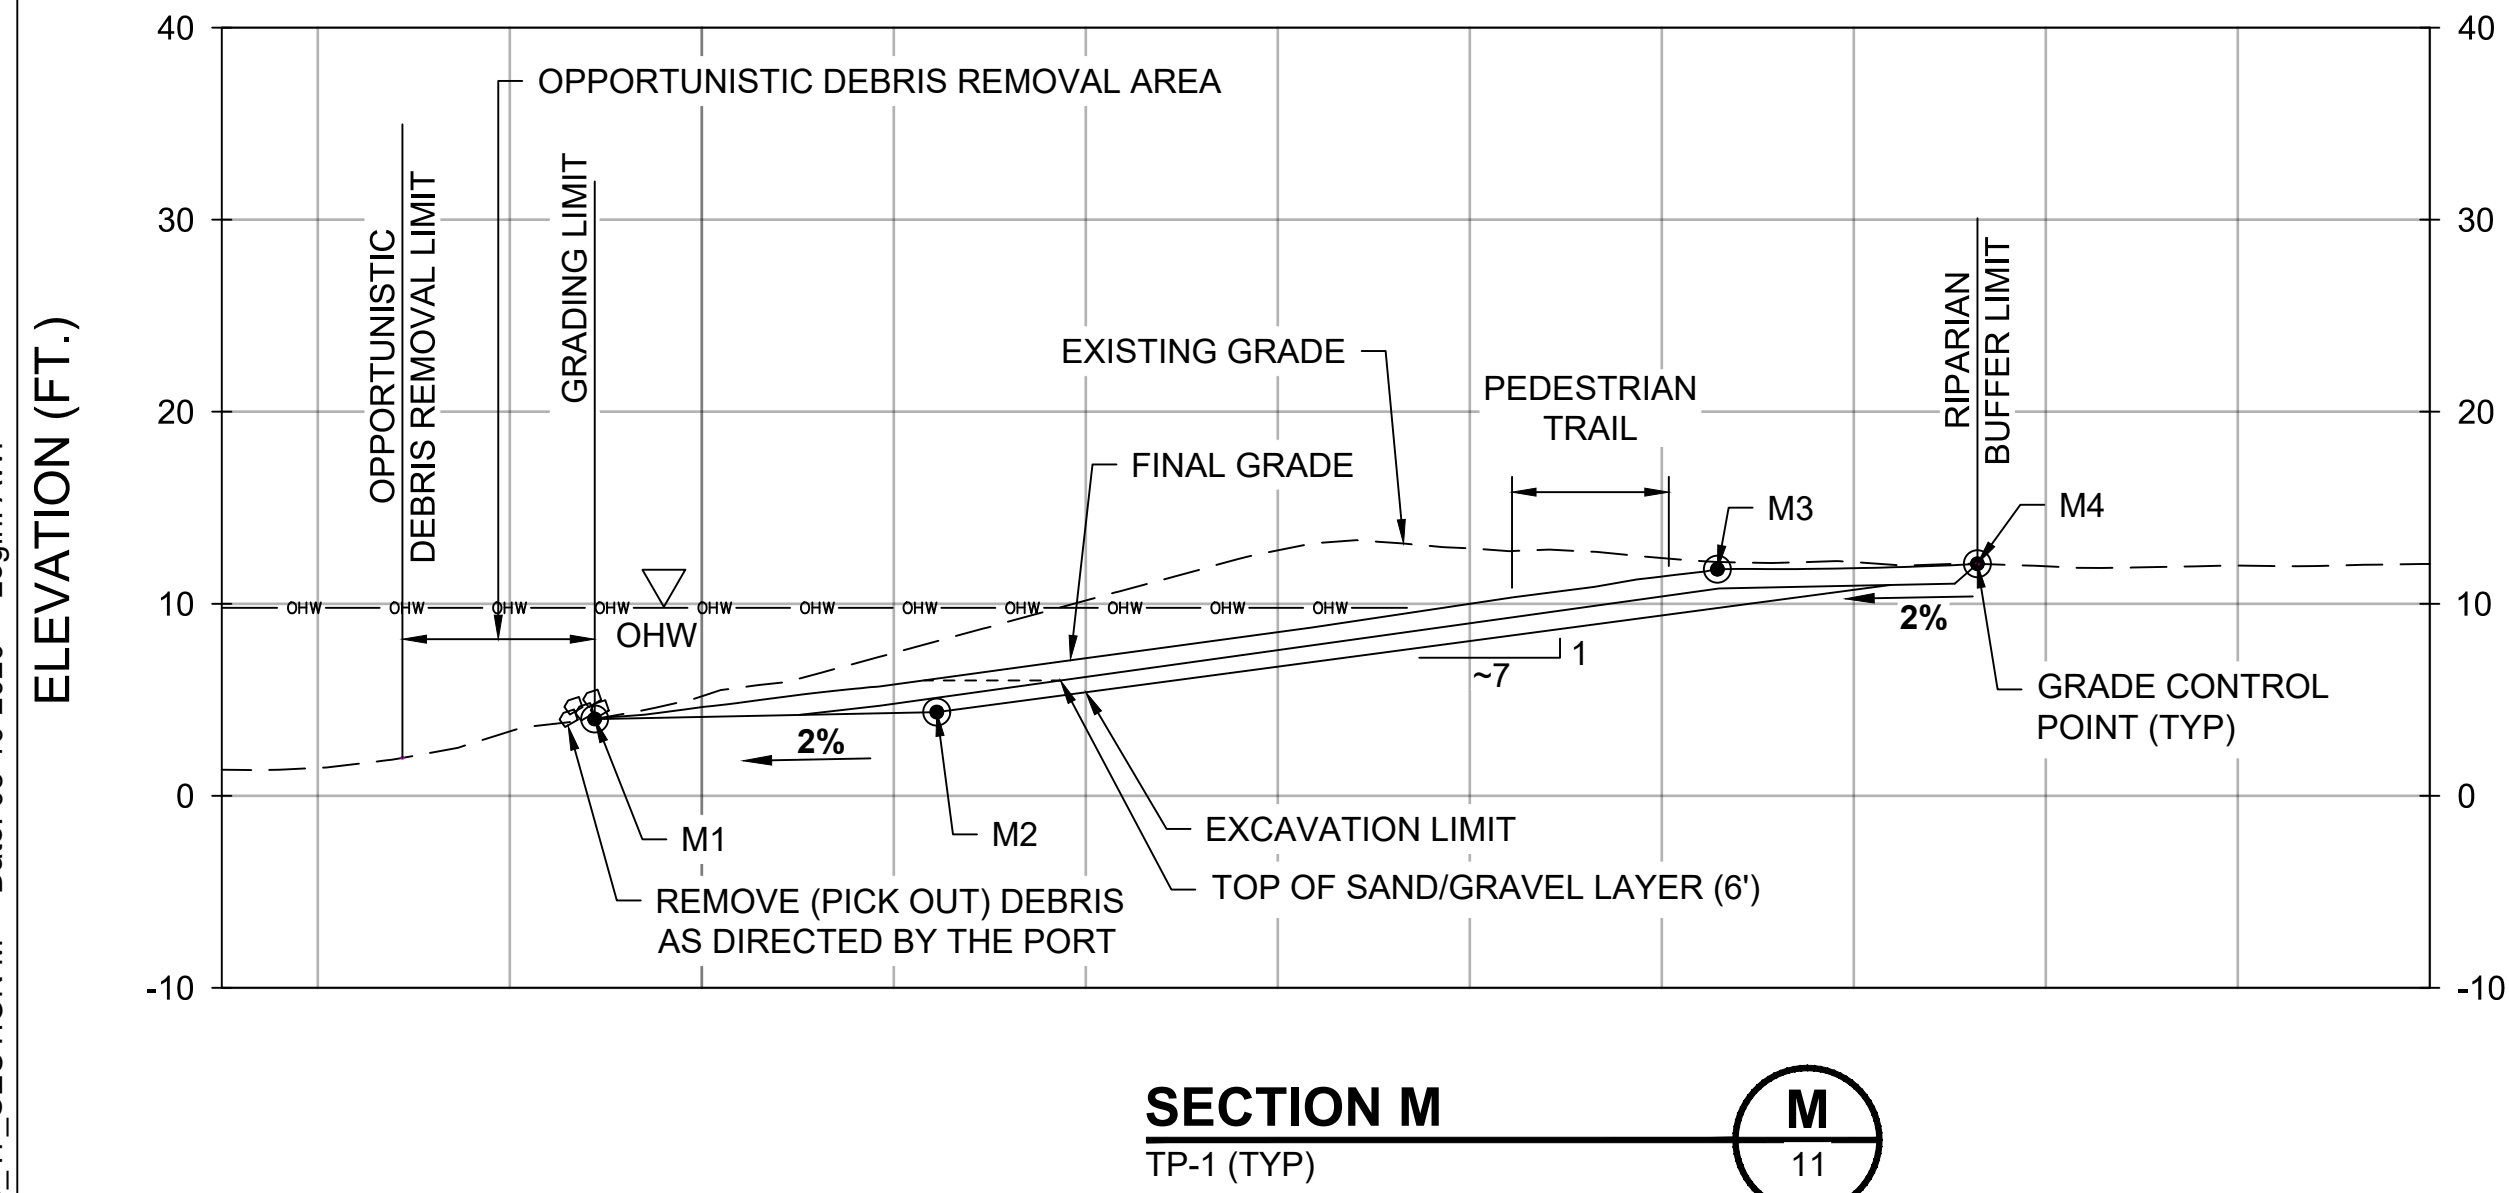 40
40
OPPORTUNISTIC DEBRIS REMOVAL AREA
30
30
OPPORTUNISTIC
DEBRIS REMOVAL LIMIT
GRADING LIMIT
RIPARIAN
BUFFER LIMIT
ELEVATION (FT.)
EXISTING GRADE
20
20
PEDESTRIAN
TRAIL
FINAL GRADE
M3
M4
10
10
OHW OHW OHW OHW OHW OHW OHW OHW OHW OHW OHW
OHW
2%
1
~7
GRADE CONTROL
POINT (TYP)
2%
0
0
M1
M2
EXCAVATION LIMIT
TOP OF SAND/GRAVEL LAYER (6')
REMOVE (PICK OUT) DEBRIS
AS DIRECTED BY THE PORT
-10
-10
SECTION M
TP-1 (TYP)
M
11